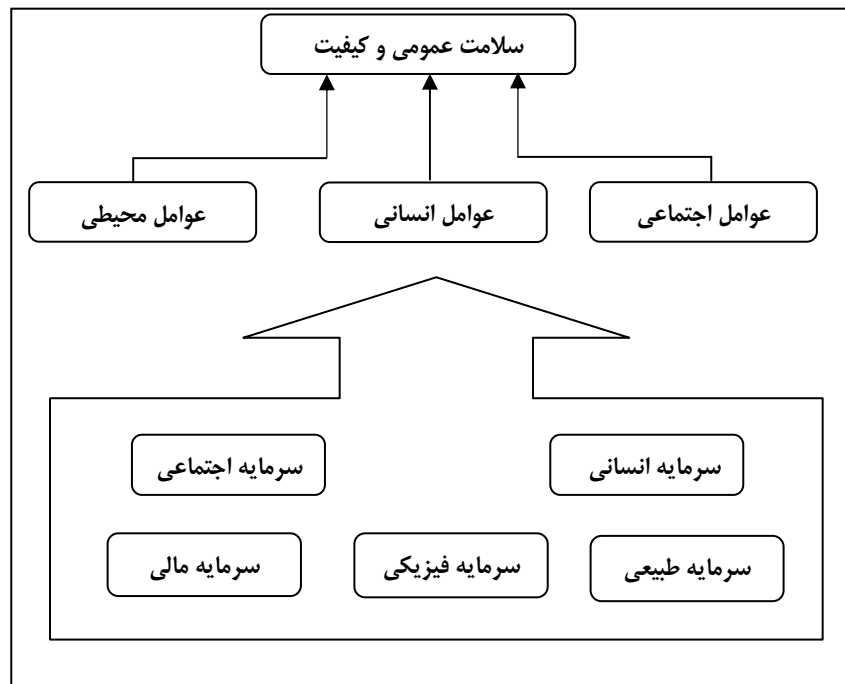 سلامت عمومی و کیفیت
عوامل اجتماعی
عوامل انسانی
عوامل محیطی
سرمایه انسانی
سرمایه اجتماعی
سرمایه طبیعی
سرمایه فیزیکی
سرمایه مالی